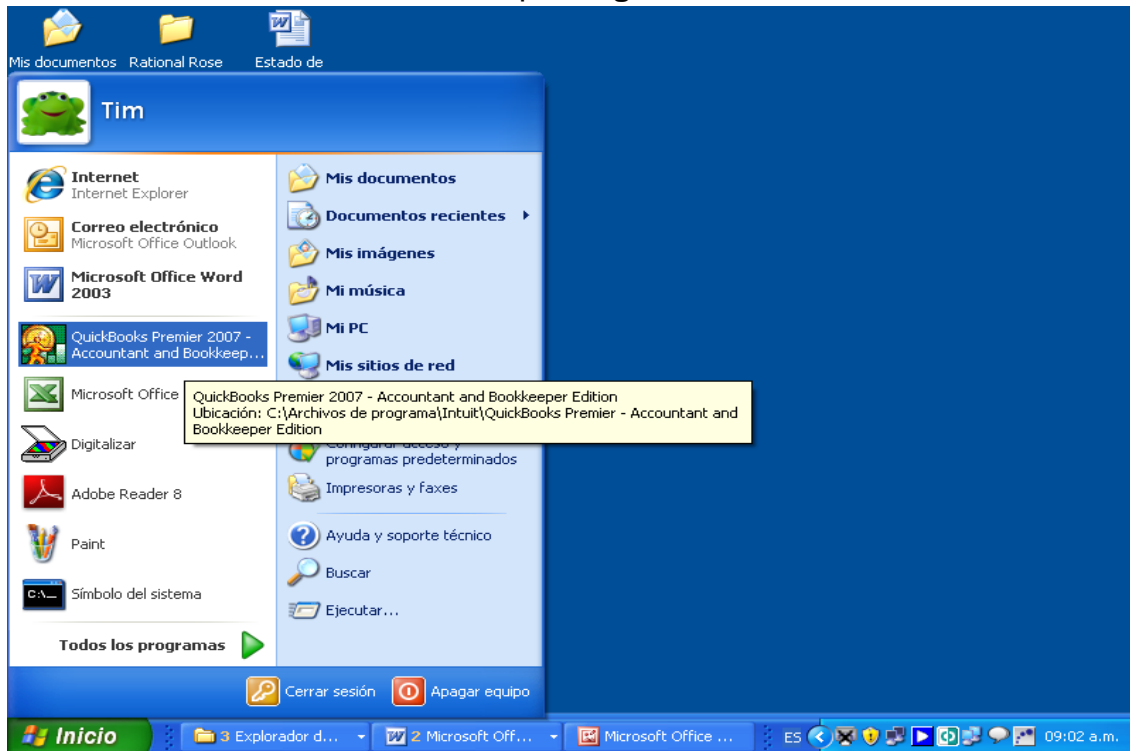 Mis documentos
Rational Rose
Estado de
Tim
Internet
Internet Explorer
Correo electrónico
Microsoft Office Outlook
Microsoft Office Word
2003
QuickBooks Premier 2007 -
Accountant and Bookkeep...
Microsoft Office
Digitalizar
Adobe Reader 8
Paint
C:\_
Símbolo del sistema
Todos los programas
Mis documentos
Documentos recientes
Mis imágenes
Mi música
Mi PC
Mis sitios de red
QuickBooks Premier 2007 - Accountant and Bookkeeper Edition
Ubicación: C:\Archivos de programa\Intuit\QuickBooks Premier - Accountant and
Bookkeeper Edition
programas predeterminados
Impresoras y faxes
Ayuda y soporte técnico
Buscar
Ejecutar...
Cerrar sesión
Apagar equipo
Inicio
3 Explorador d...
2 Microsoft Off...
Microsoft Office ...
ES
09:02 a.m.